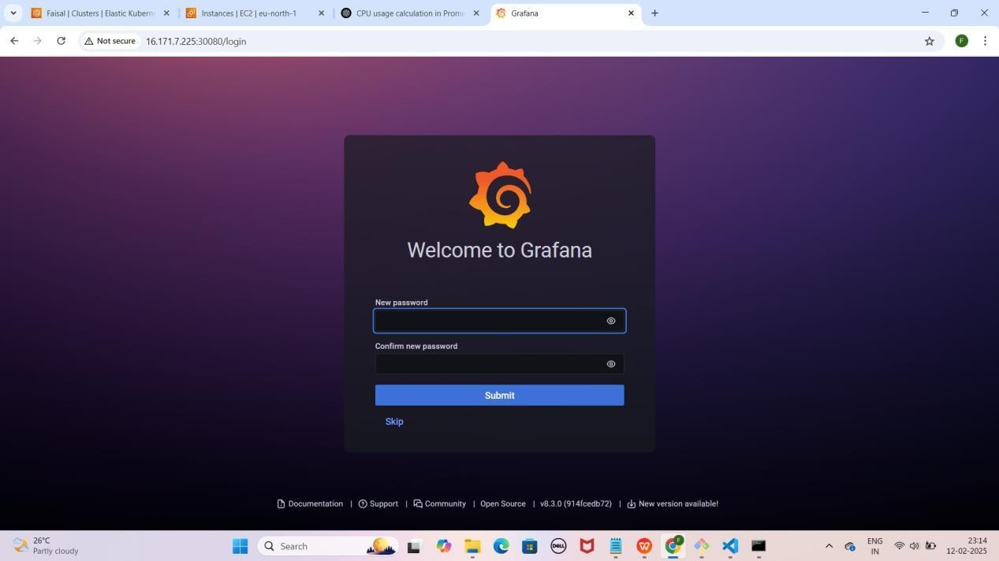 Faisal | Clusters | Elastic Kuberne
Instances | EC2 | eu-north-1
CPU usage calculation in Prome
Grafana
Not secure
16.171.7.225:30080/login
F
Welcome to Grafana
New password
Confirm new password
Submit
Skip
Documentation | Support | Community | Open Source | v8.3.0 (914fcedb72) | New version available!
26°C
Partly cloudy
Search
DELL
F
ENG
IN
23:14
12-02-2025